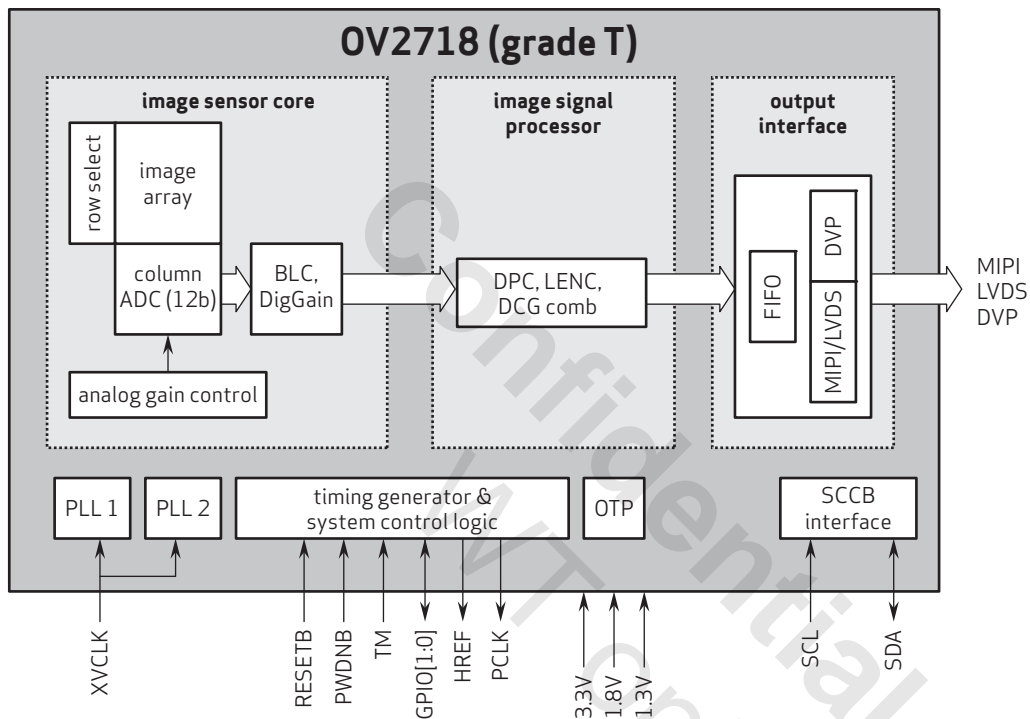 OV2718 (grade T)
image sensor core
row select
image
array
column
ADC (12b)
BLC,
DigGain
analog gain control
image signal
processor
DPC, LENC,
DCG comb
output
interface
FIFO
DVP
MIPI/LVDS
MIPI
LVDS
DVP
PLL 1
PLL 2
timing generator &
system control logic
OTP
SCCB
interface
XVCLK
RESETB
PWDNB
TM
GPIO[1:0]
HREF
PCLK
3.3V
1.8V
1.3V
SCL
SDA
Confidential
WT